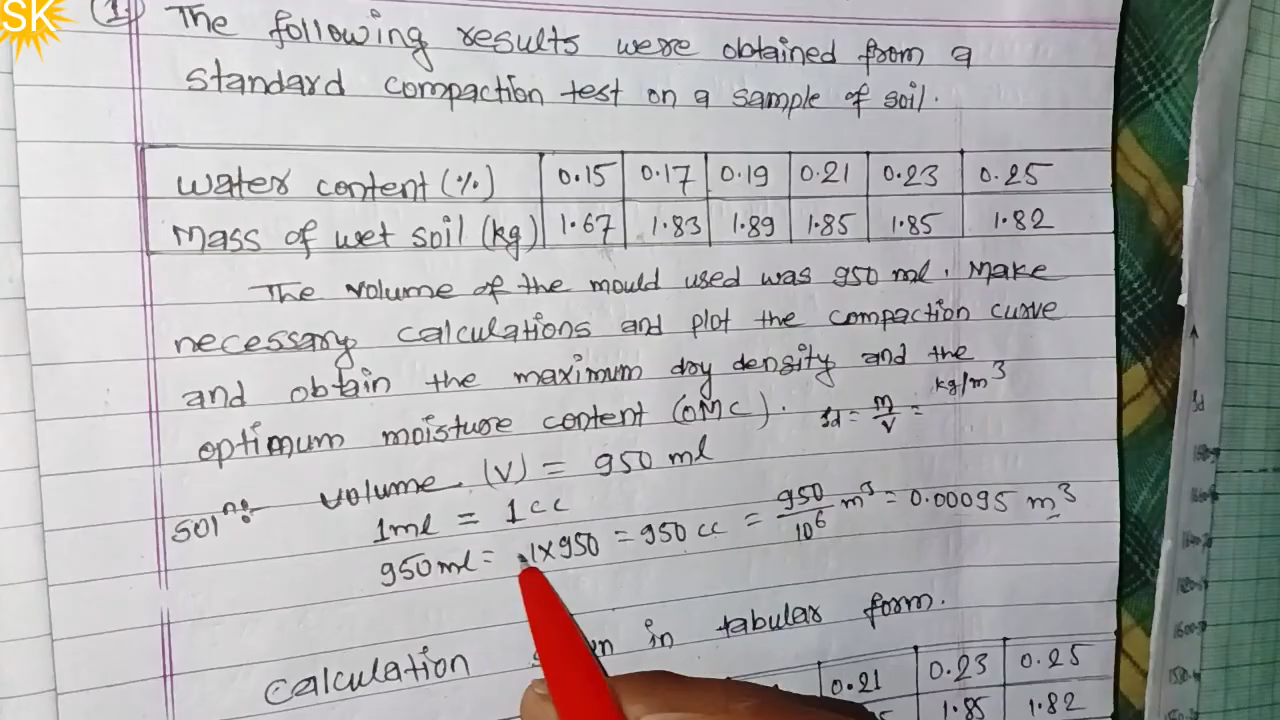 SK
(1) The following results were obtained from a
standard compaction test on a sample of soil.
water content (%) 0.15 0.17 0.19 0.21 0.23 0.25
Mass of wet soil (kg) 1.67 1.83 1.89 1.85 1.85 1.82
The volume of the mould used was 950 ml. Make
necessary calculations and plot the compaction curve
and obtain the maximum dry density and the
optimum moisture content (OMC). γd = m/v = kg/m³
Solⁿ: Volume (V) = 950 ml
1ml = 1cc
950ml = 1x950 = 950 cc = 950/10⁶ m³ = 0.00095 m³
Calculation in tabular form.
0.21 0.23 0.25
1.85 1.82